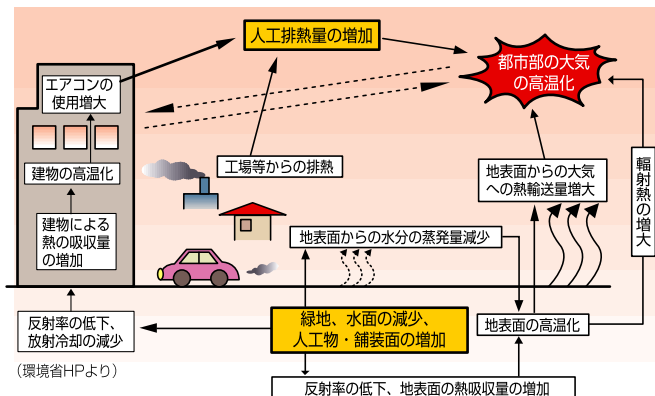 人工排熱量の増加
都市部の大気
の高温化
エアコンの
使用増大
建物の高温化
工場等からの排熱
地表面からの大気
への熱輸送量増大
輻射熱の増大
建物による
熱の吸収量
の増加
地表面からの水分の蒸発量減少
反射率の低下、
放射冷却の減少
緑地、水面の減少、
人工物・舗装面の増加
地表面の高温化
（環境省HPより）
反射率の低下、地表面の熱吸収量の増加